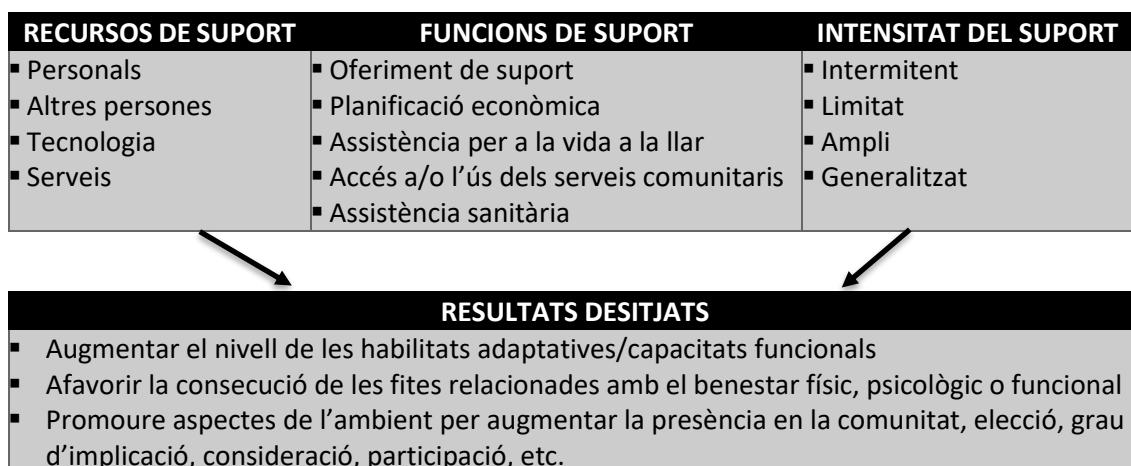 RECURSOS DE SUPORT
▪ Personals
▪ Altres persones
▪ Tecnologia
▪ Serveis
FUNCIONS DE SUPORT
▪ Oferiment de suport
▪ Planificació econòmica
▪ Assistència per a la vida a la llar
▪ Accés a/o l’ús dels serveis comunitaris
▪ Assistència sanitària
INTENSITAT DEL SUPORT
▪ Intermitent
▪ Limitat
▪ Ampli
▪ Generalitzat
RESULTATS DESITJATS
▪ Augmentar el nivell de les habilitats adaptatives/capacitats funcionals
▪ Afavorir la consecució de les fites relacionades amb el benestar físic, psicològic o funcional
▪ Promoure aspectes de l’ambient per augmentar la presència en la comunitat, elecció, grau
d’implicació, consideració, participació, etc.